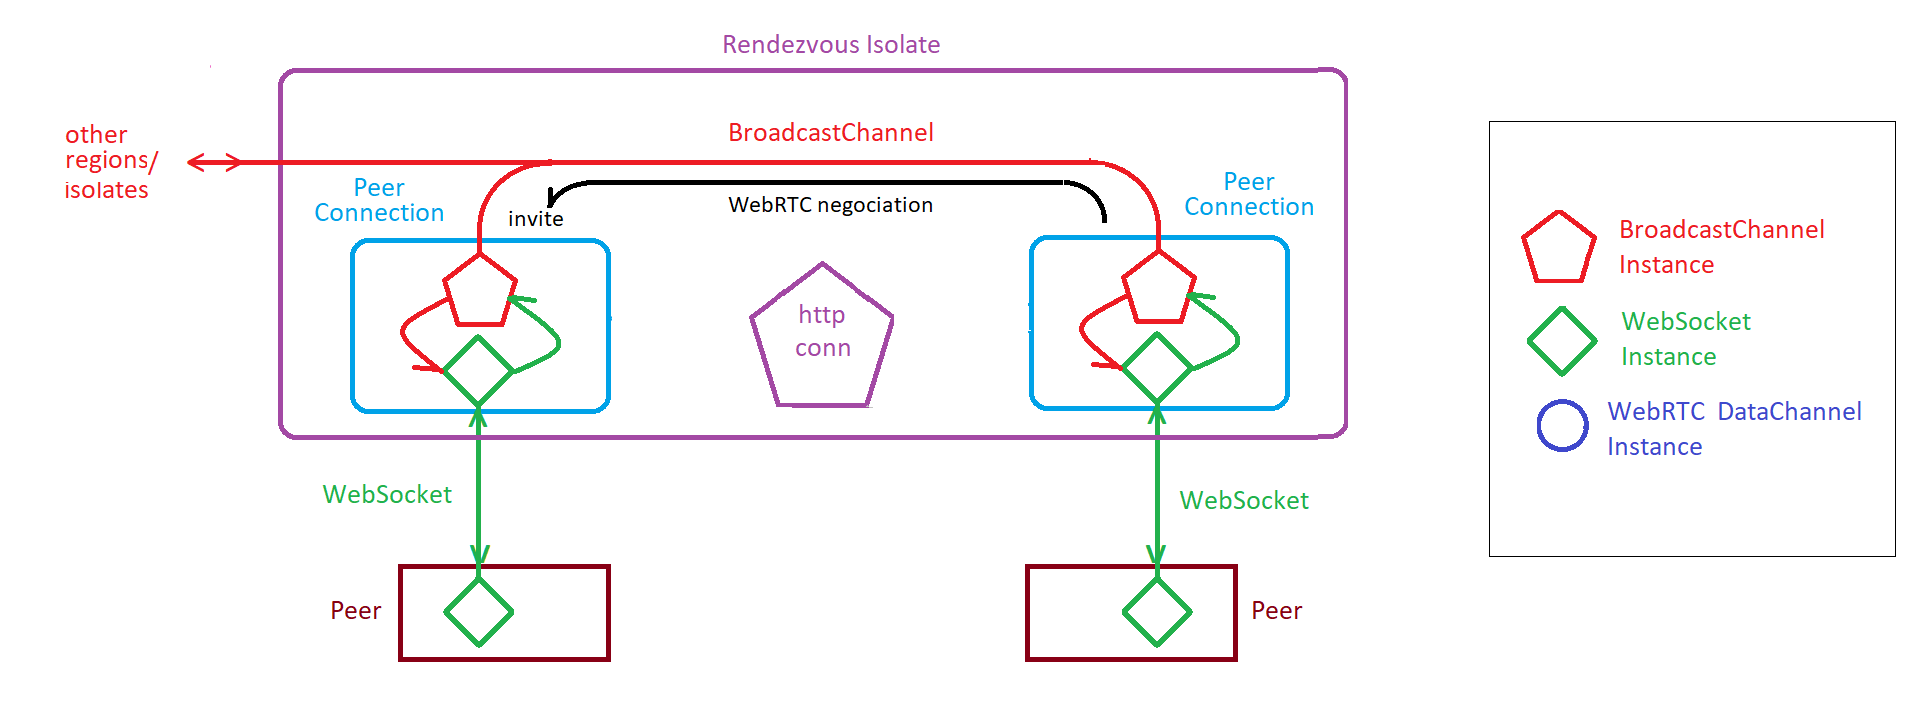 Rendezvous Isolate
other
regions/
isolates
BroadcastChannel
Peer
Connection
invite
WebRTC negociation
Peer
Connection
http
conn
WebSocket
WebSocket
Peer
Peer
BroadcastChannel
Instance
WebSocket
Instance
WebRTC DataChannel
Instance